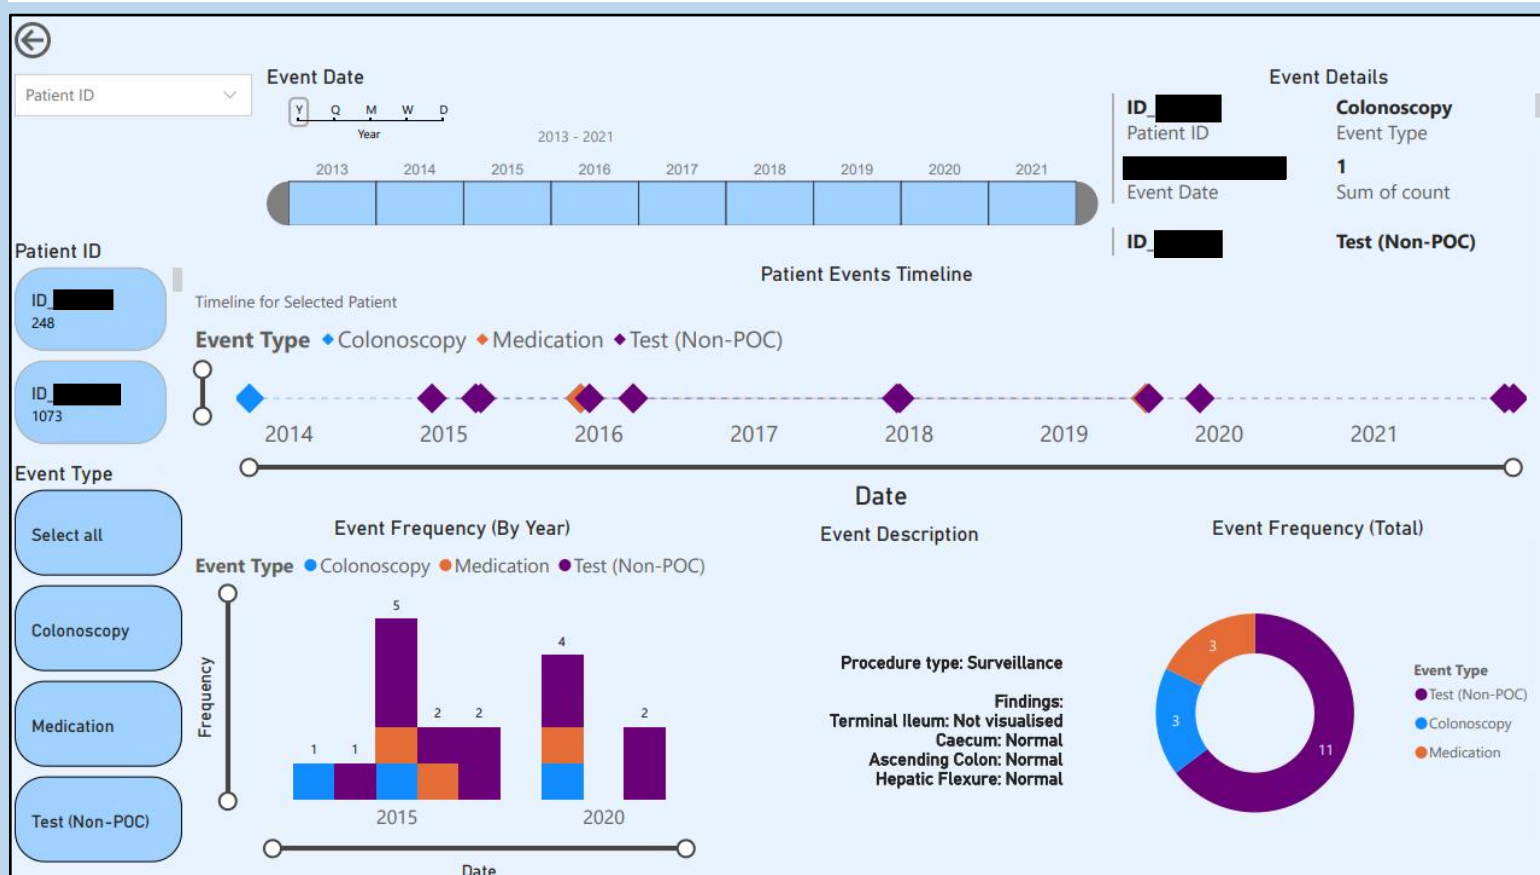 Patient ID
Event Date
Y Q M W D
Year
2013 - 2021
2013 2014 2015 2016 2017 2018 2019 2020 2021
Event Details
ID_ Colonoscopy
Patient ID Event Type
1
Event Date Sum of count
ID_ Test (Non-POC)
Patient ID
ID_
248
ID_
1073
Event Type
Select all
Colonoscopy
Medication
Test (Non-POC)
Patient Events Timeline
Timeline for Selected Patient
Event Type Colonoscopy Medication Test (Non-POC)
2014 2015 2016 2017 2018 2019 2020 2021
Date
Event Frequency (By Year)
Event Type Colonoscopy Medication Test (Non-POC)
Frequency
1 1 5 2 2 4 2
2015 2020
Date
Event Description
Procedure type: Surveillance
Findings:
Terminal Ileum: Not visualised
Caecum: Normal
Ascending Colon: Normal
Hepatic Flexure: Normal
Event Frequency (Total)
3
3
11
Event Type
Test (Non-POC)
Colonoscopy
Medication